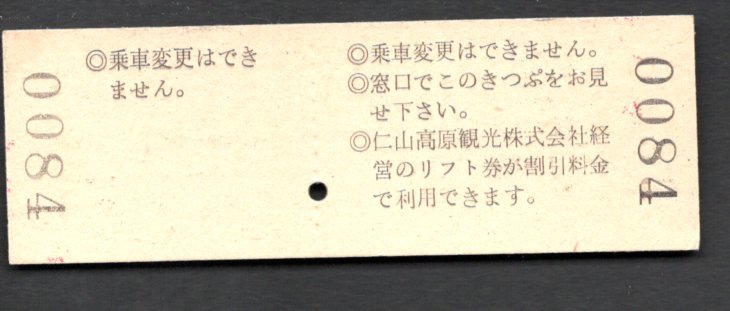 0084
◎乗車変更はでき
ません。
◎乗車変更はできません。
◎窓口でこのきつぷをお見
せ下さい。
◎仁山高原観光株式会社経
営のリフト券が割引料金
で利用できます。
0084